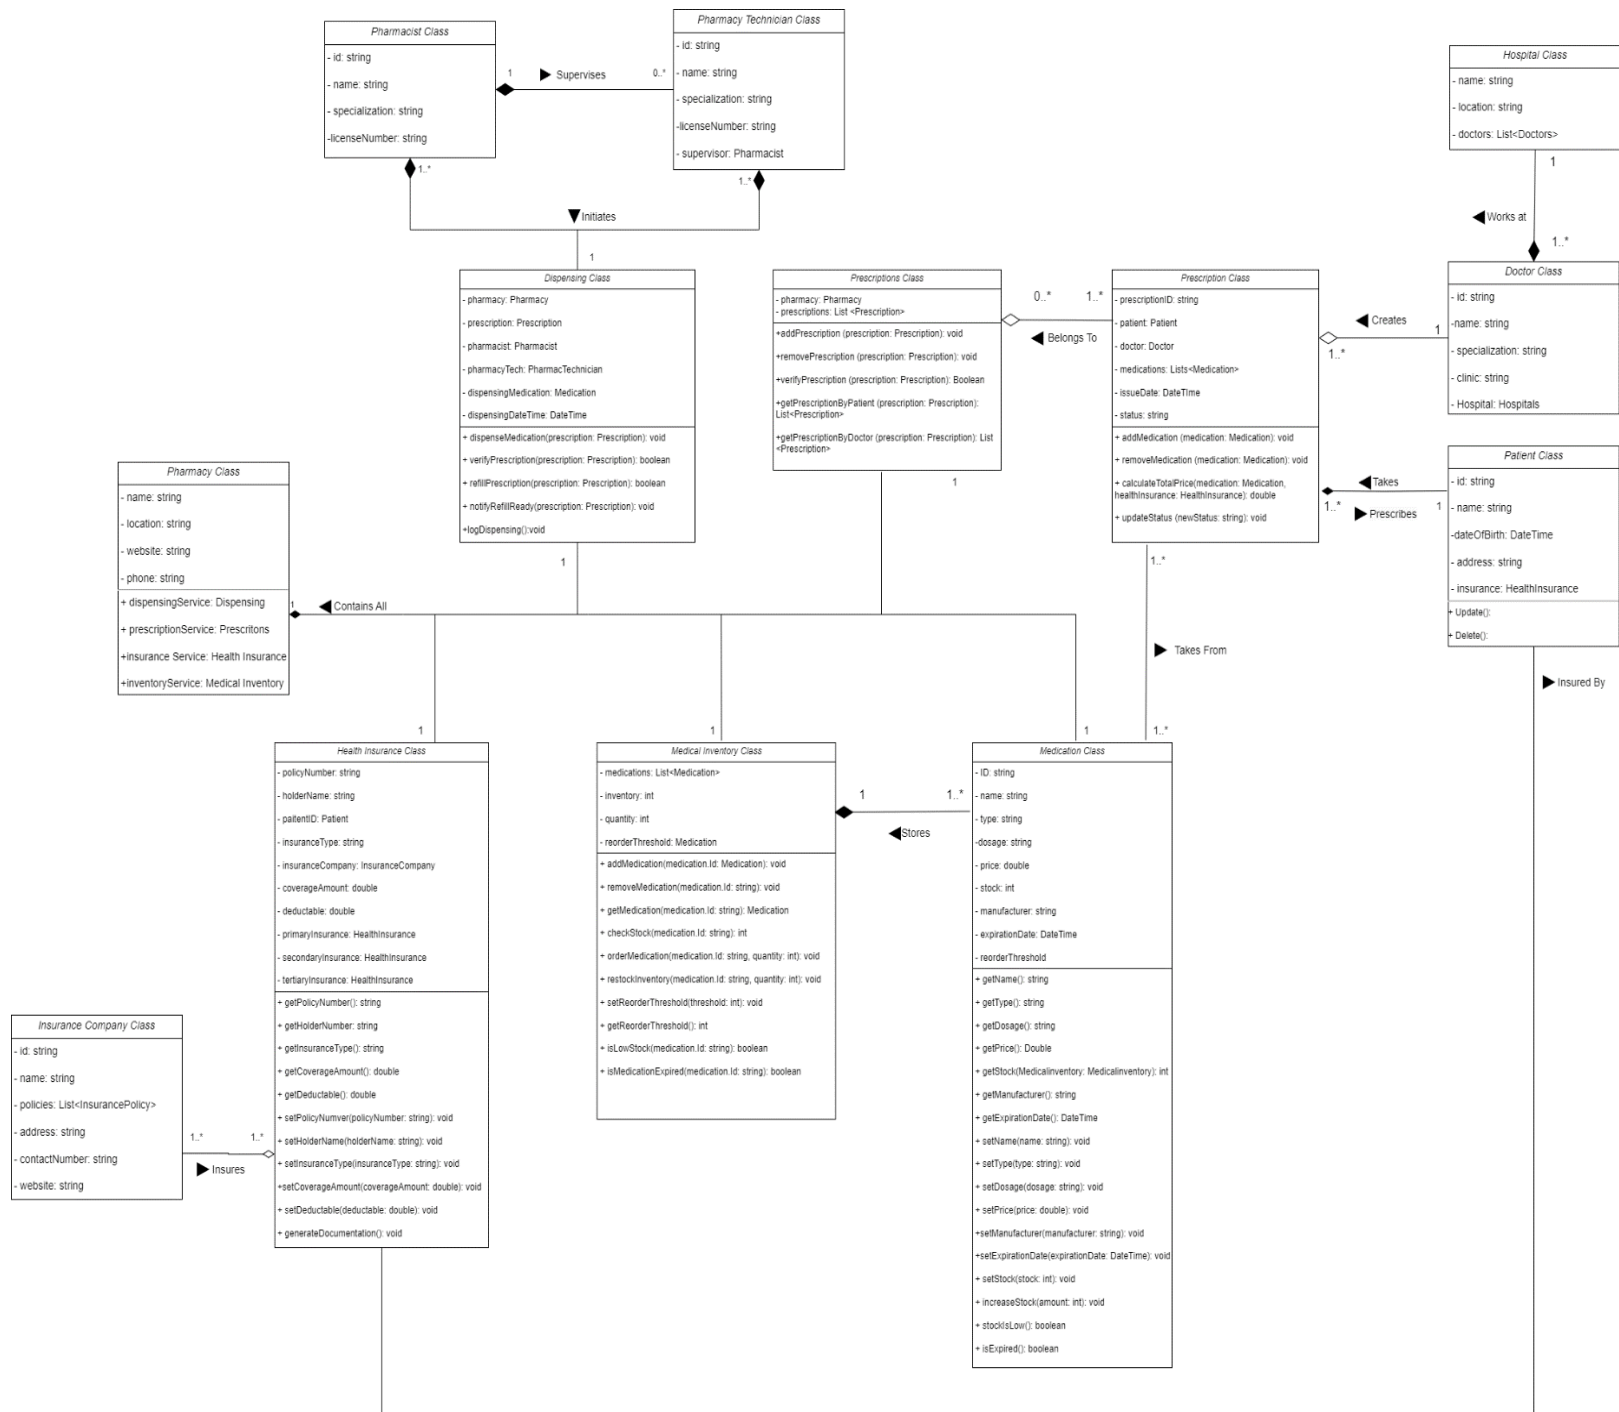 Pharmacist Class
- id: string
- name: string
- specialization: string
-licenseNumber: string
1
Supervises
0..*
Pharmacy Technician Class
- id: string
- name: string
- specialization: string
-licenseNumber: string
- supervisor: Pharmacist
Hospital Class
- name: string
- location: string
- doctors: List<Doctors>
1..*
1..*
Initiates
1
1
Works at
1..*
Dispensing Class
- pharmacy: Pharmacy
- prescription: Prescription
- pharmacist: Pharmacist
- pharmacyTech: PharmacTechnician
- dispensingMedication: Medication
- dispensingDateTime: DateTime
+ dispenseMedication(prescription: Prescription): void
+ verifyPrescription(prescription: Prescription): boolean
+ refillPrescription(prescription: Prescription): boolean
+ notifyRefillReady(prescription: Prescription): void
+logDispensing():void
Prescriptions Class
- pharmacy: Pharmacy
- prescriptions: List <Prescription>
+addPrescription (prescription: Prescription): void
+removePrescription (prescription: Prescription): void
+verifyPrescription (prescription: Prescription): Boolean
+getPrescriptionByPatient (prescription: Prescription):
List<Prescription>
+getPrescriptionByDoctor (prescription: Prescription): List
<Prescription>
0..*
1..*
Belongs To
Prescription Class
- prescriptionID: string
- patient: Patient
- doctor: Doctor
- medications: Lists<Medication>
- issueDate: DateTIme
- status: string
+ addMedication (medication: Medication): void
+ removeMedication (medication: Medication): void
+ calculateTotalPrice(medication: Medication,
healthInsurance: HealthInsurance): double
+ updateStatus (newStatus: string): void
Creates
1
1..*
Doctor Class
- id: string
-name: string
- specialization: string
- clinic: string
- Hospital: Hospitals
Takes
1..*
1
Prescribes
Patient Class
- id: string
- name: string
-dateOfBirth: DateTime
- address: string
- insurance: HealthInsurance
+ Update():
+ Delete():
Pharmacy Class
- name: string
- location: string
- website: string
- phone: string
+ dispensingService: Dispensing
+ prescriptionService: Prescritons
+insurance Service: Health Insurance
+inventoryService: Medical Inventory
1
Contains All
1
1
1..*
Takes From
Insured By
1
1
1
1..*
Health Insurance Class
- policyNumber: string
- holderName: string
- paitentID: Patient
- insuranceType: string
- insuranceCompany: InsuranceCompany
- coverageAmount: double
- deductable: double
- primaryInsurance: HealthInsurance
- secondaryInsurance: HealthInsurance
- tertiaryInsurance: HealthInsurance
+ getPolicyNumber(): string
+ getHolderNumber: string
+ getInsuranceType(): string
+ getCoverageAmount(): double
+ getDeductable(): double
+ setPolicyNumver(policyNumber: string): void
+ setHolderName(holderName: string): void
+ setInsuranceType(insuranceType: string): void
+setCoverageAmount(coverageAmount: double): void
+ setDeductable(deductable: double): void
+ generateDocumentation(): void
Medical Inventory Class
- medications: List<Medication>
- inventory: int
- quantity: int
- reorderThreshold: Medication
+ addMedication(medication.Id: Medication): void
+ removeMedication(medication.Id: string): void
+ getMedication(medication.Id: string): Medication
+ checkStock(medication.Id: string): int
+ orderMedication(medication.Id: string, quantity: int): void
+ restockInventory(medication.Id: string, quantity: int): void
+ setReorderThreshold(threshold: int): void
+ getReorderThreshold(): int
+ isLowStock(medication.Id: string): boolean
+ isMedicationExpired(medication.Id: string): boolean
1
1..*
Stores
Medication Class
- ID: string
- name: string
- type: string
-dosage: string
- price: double
- stock: int
- manufacturer: string
- expirationDate: DateTime
- reorderThreshold
+ getName(): string
+ getType(): string
+ getDosage(): string
+ getPrice(): Double
+ getStock(Medicalinventory: Medicalinventory): int
+ getManufacturer(): string
+ getExpirationDate(): DateTime
+ setName(name: string): void
+ setType(type: string): void
+ setDosage(dosage: string): void
+ setPrice(price: double): void
+setManufacturer(manufacturer: string): void
+setExpirationDate(expirationDate: DateTime): void
+ setStock(stock: int): void
+ increaseStock(amount: int): void
+ stockIsLow(): boolean
+ isExpired(): boolean
Insurance Company Class
- id: string
- name: string
- policies: List<InsurancePolicy>
- address: string
- contactNumber: string
- website: string
1..*
1..*
Insures